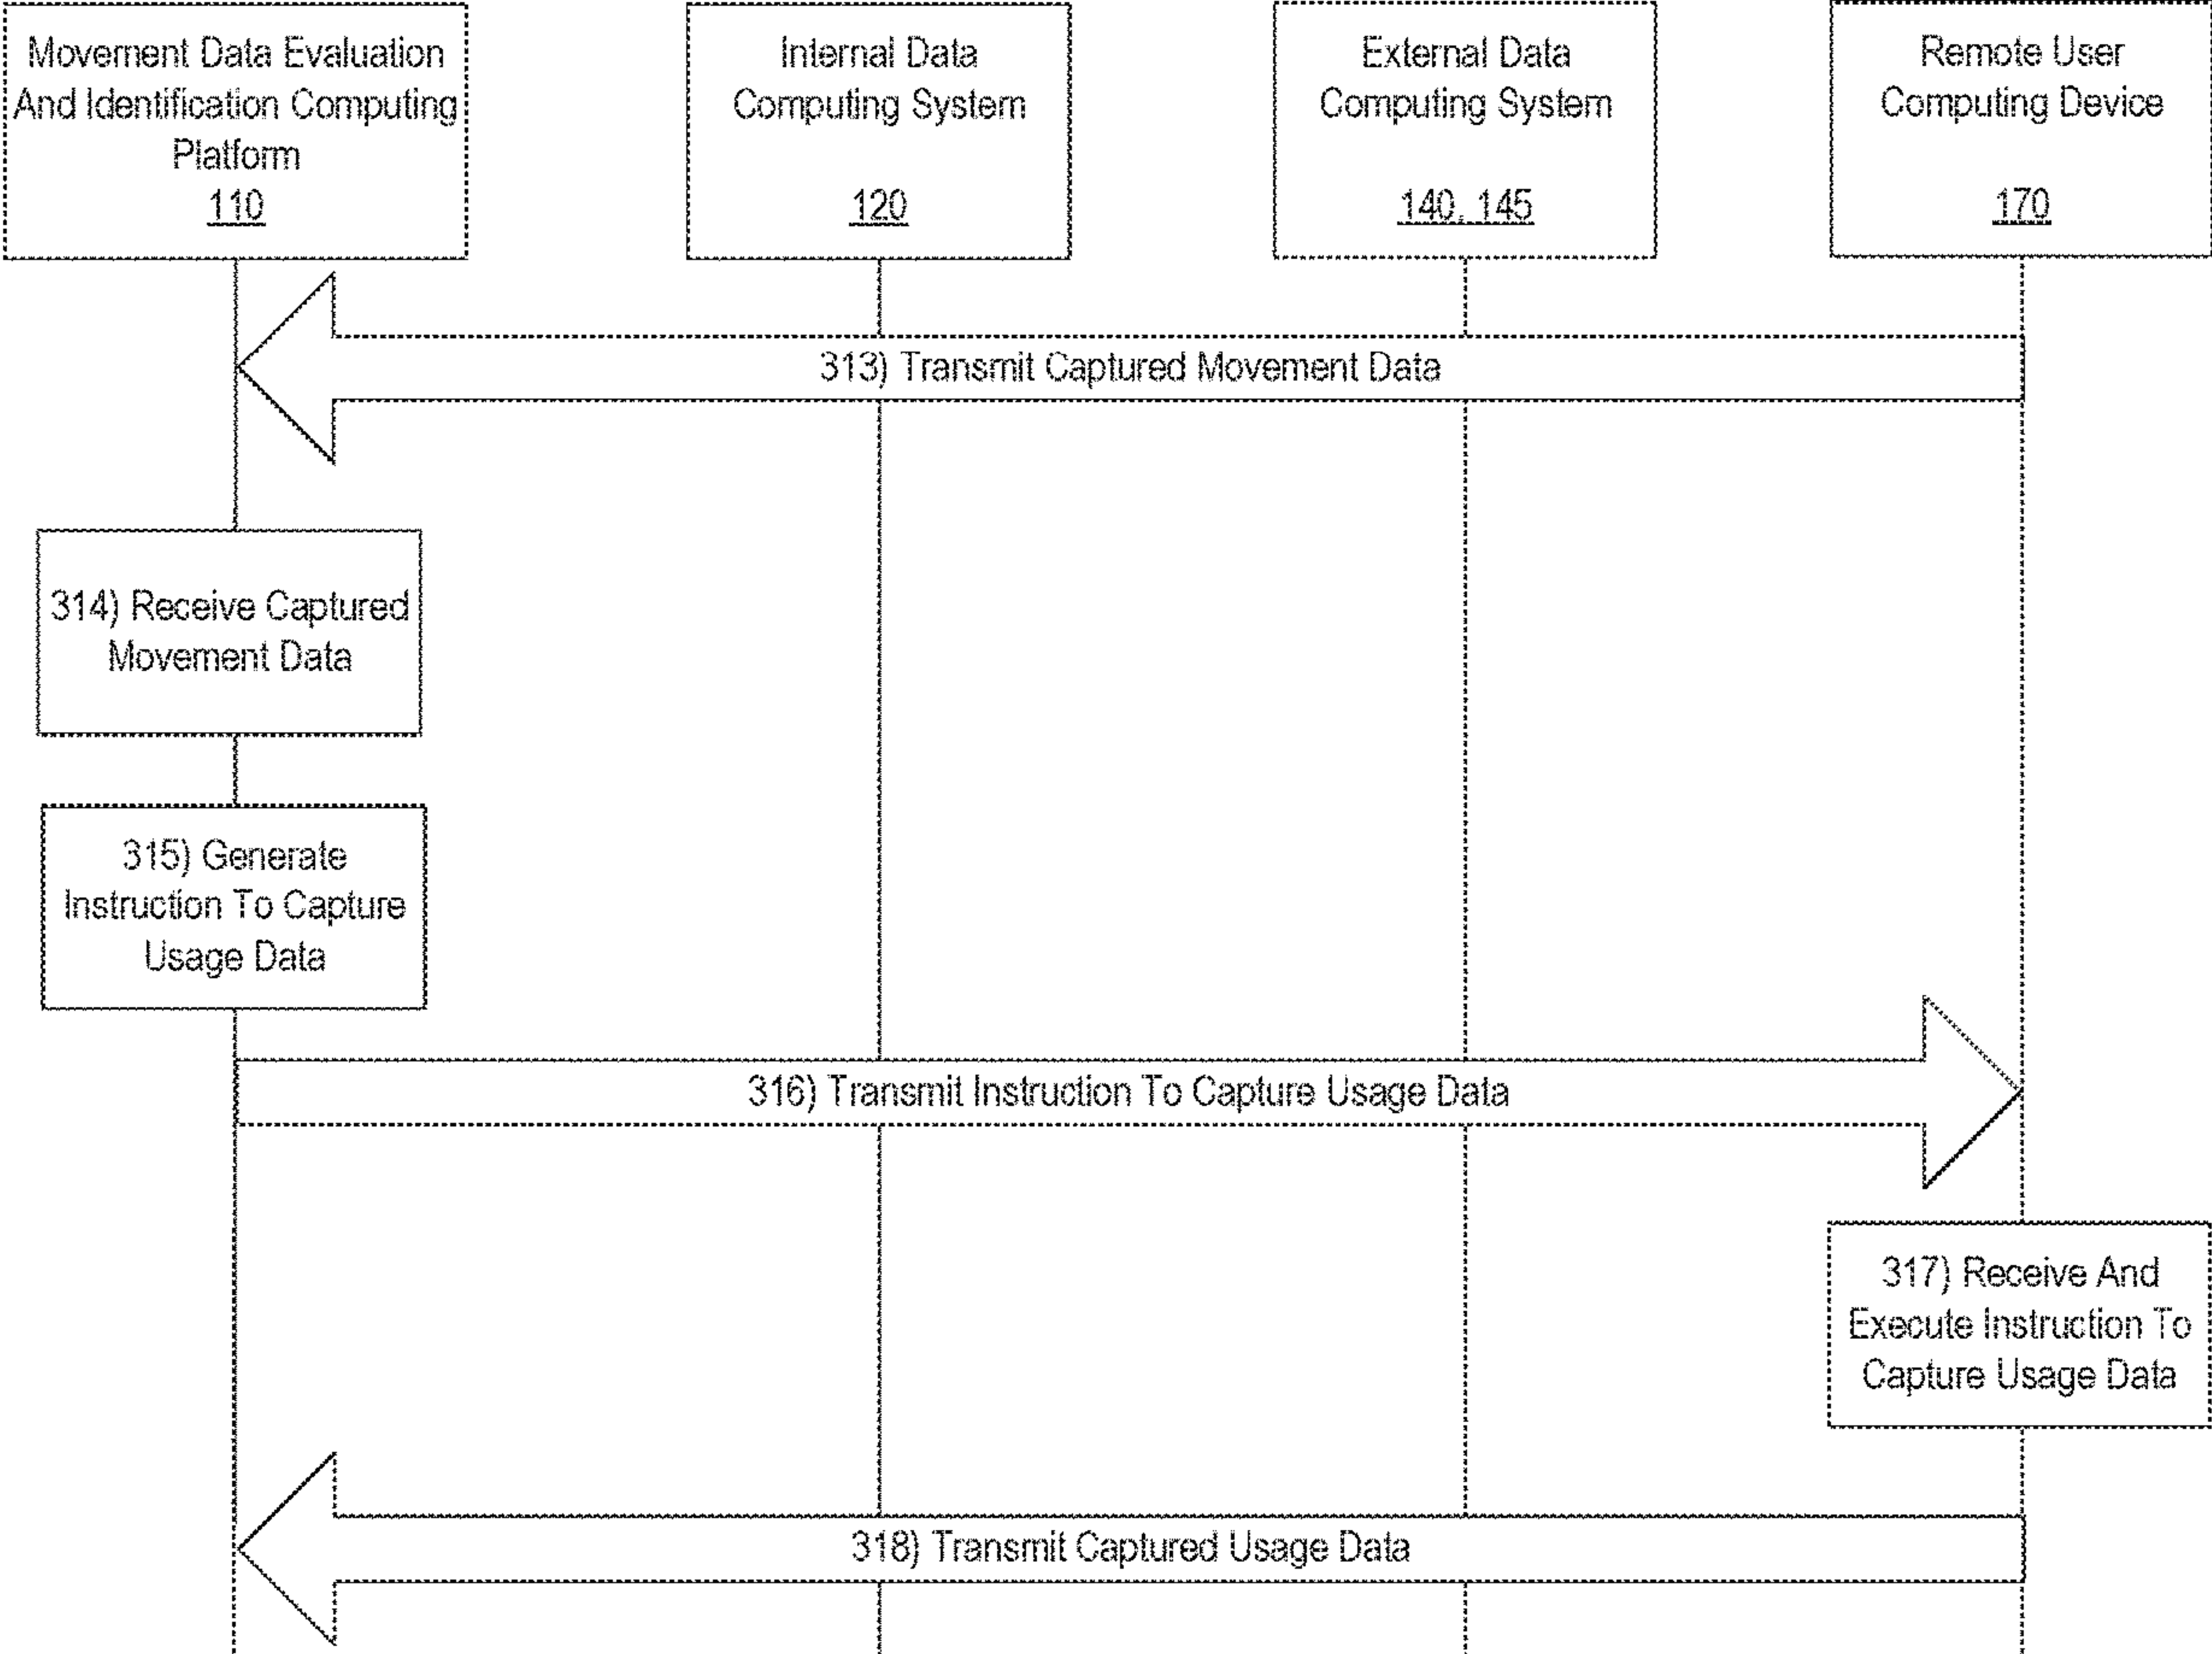 Movement Data Evaluation
And Identification Computing
Platform
110
Internal Data
Computing System
120
External Data
Computing System
140, 145
Remote User
Computing Device
170
313) Transmit Captured Movement Data
314) Receive Captured
Movement Data
315) Generate
Instruction To Capture
Usage Data
316) Transmit Instruction To Capture Usage Data
317) Receive And
Execute Instruction To
Capture Usage Data
318) Transmit Captured Usage Data